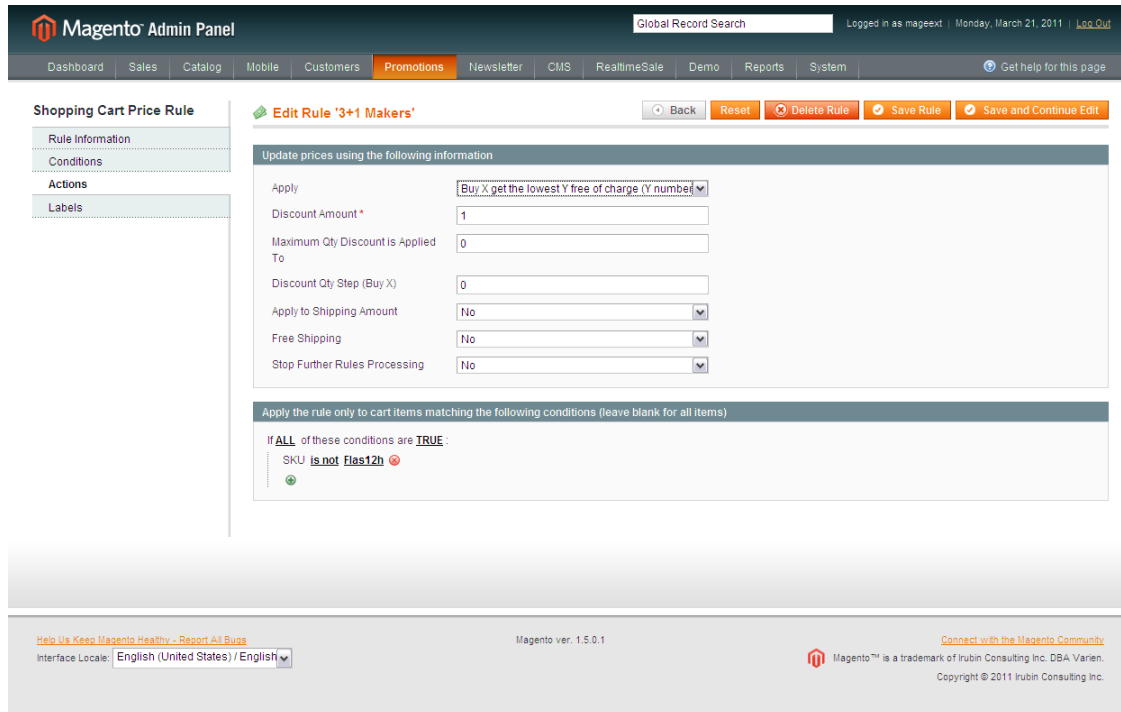 Magento™ Admin Panel
Global Record Search
Logged in as mageext | Monday, March 21, 2011 | Log Out
Dashboard Sales Catalog Mobile Customers Promotions Newsletter CMS RealtimeSale Demo Reports System Get help for this page
Shopping Cart Price Rule
Rule Information
Conditions
Actions
Labels
Edit Rule '3+1 Makers'
Back Reset Delete Rule Save Rule Save and Continue Edit
Update prices using the following information
Apply Buy X get the lowest Y free of charge (Y number
Discount Amount * 1
Maximum Qty Discount is Applied 0
To
Discount Qty Step (Buy X) 0
Apply to Shipping Amount No
Free Shipping No
Stop Further Rules Processing No
Apply the rule only to cart items matching the following conditions (leave blank for all items)
If ALL of these conditions are TRUE :
SKU is not Flas12h
Help Us Keep Magento Healthy - Report All Bugs
Interface Locale: English (United States) / English
Magento ver. 1.5.0.1
Connect with the Magento Community
Magento™ is a trademark of Irubin Consulting Inc. DBA Varien.
Copyright © 2011 Irubin Consulting Inc.